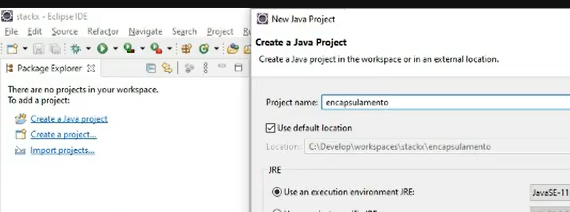 stackx - Eclipse IDE
File Edit Source Refactor Navigate Search Project R
Package Explorer
There are no projects in your workspace.
To add a project:
Create a Java project
Create a project...
Import projects...
New Java Project
Create a Java Project
Create a Java project in the workspace or in an external location.
Project name: encapsulamento
Use default location
Location: C:\Develop\workspaces\stackx\encapsulamento
JRE
Use an execution environment JRE: JavaSE-11